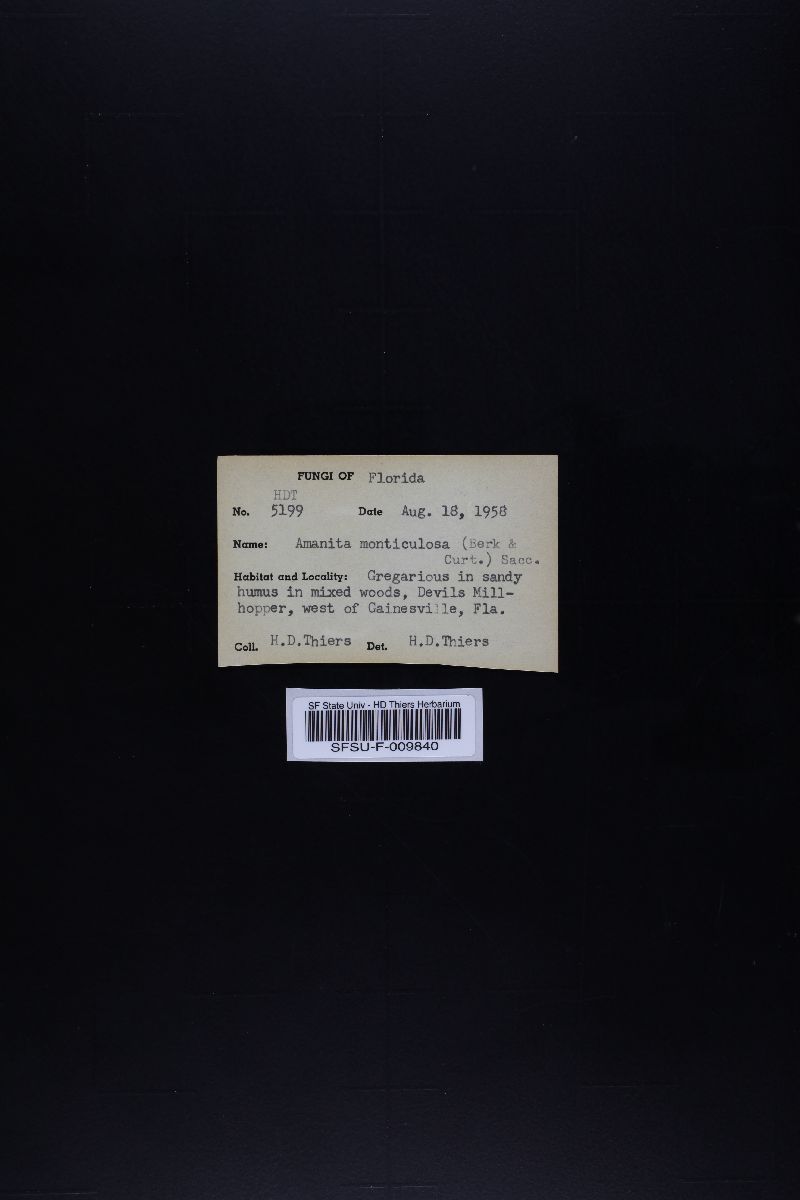 FUNGI OF Florida
HDT
No. 5199 Date Aug. 18, 1958
Name: Amanita monticulosa (Berk &
Curt.) Sacc.
Habitat and Locality: Gregarious in sandy
humus in mixed woods, Devils Mill-
hopper, west of Gainesville, Fla.
Coll. H.D.Thiers Det. H.D.Thiers
SF State Univ - HD Thiers Herbarium
SFSU-F-009840